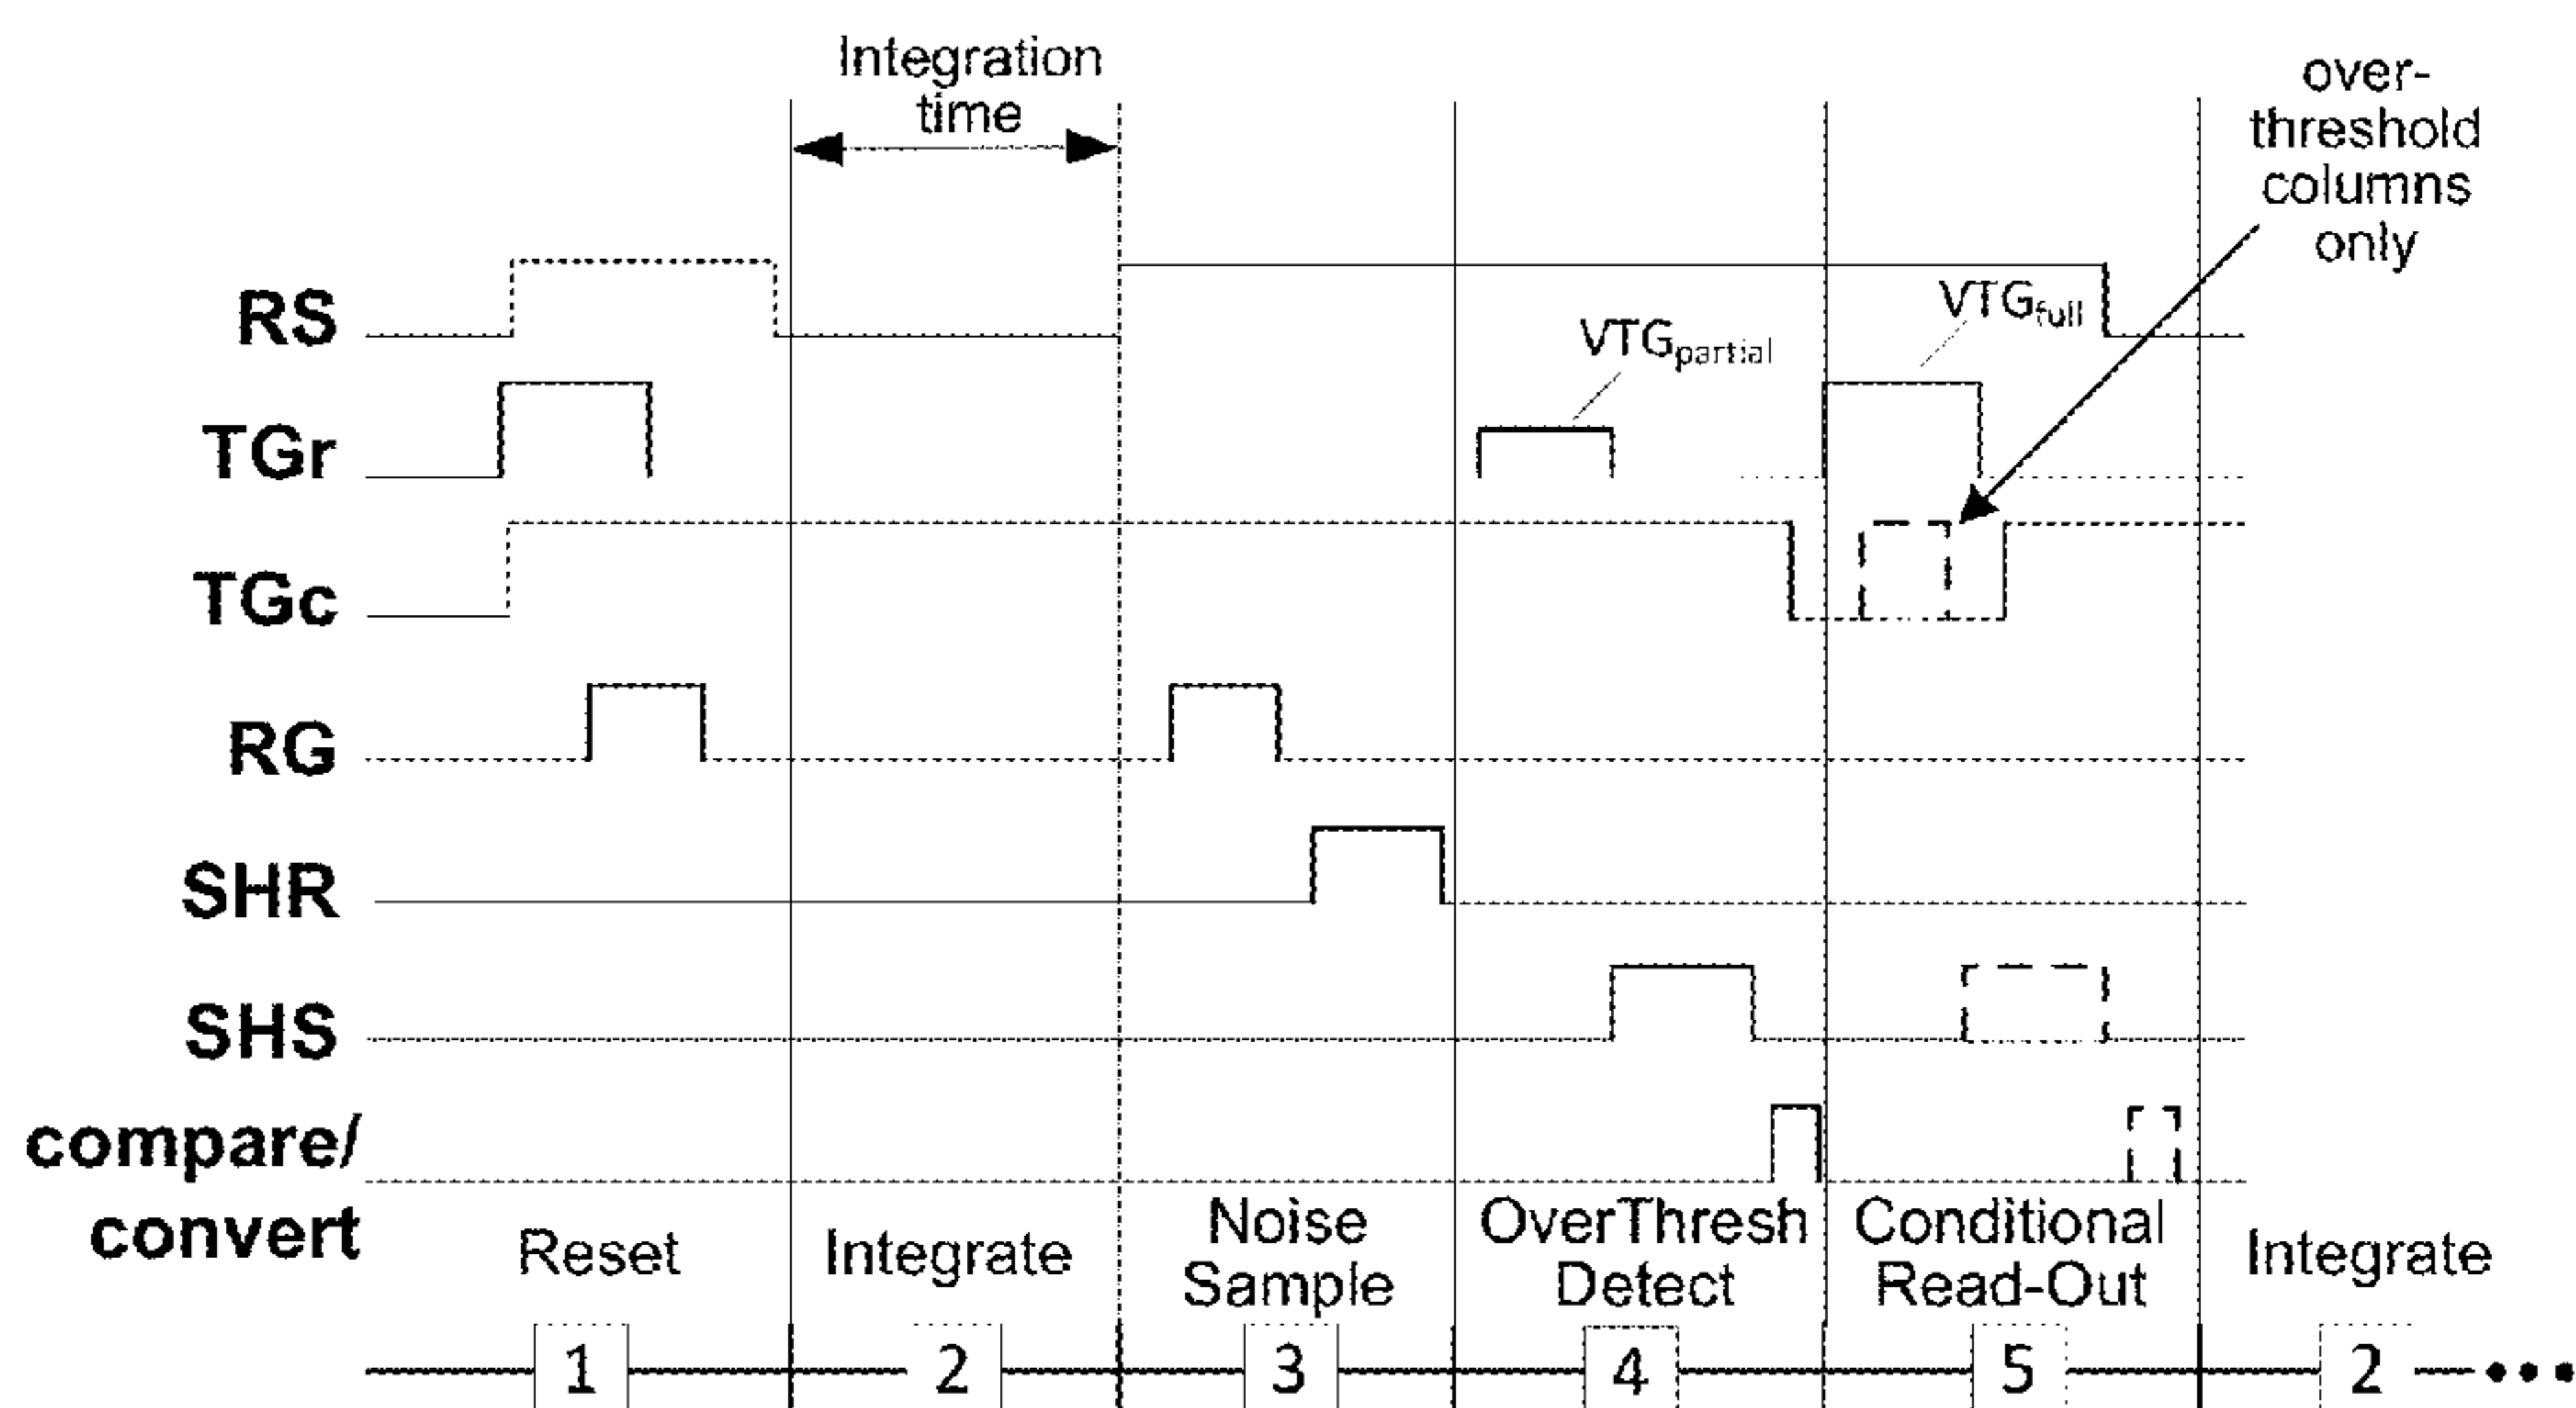 Integration
time
over-
threshold
columns
only
RS
VTGpartial
VTGfull
TGr
TGc
RG
SHR
SHS
compare/
convert
Reset
Integrate
Noise
Sample
OverThresh
Detect
Conditional
Read-Out
Integrate
1
2
3
4
5
2